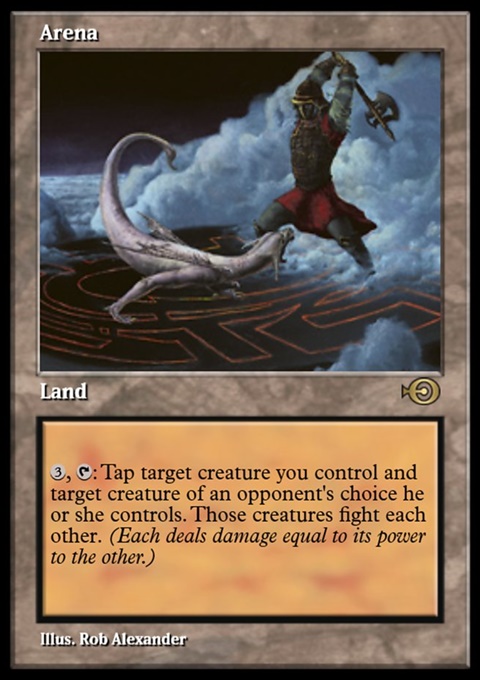 Arena
Land
3, T: Tap target creature you control and
target creature of an opponent's choice he
or she controls. Those creatures fight each
other. (Each deals damage equal to its power
to the other.)
Illus. Rob Alexander